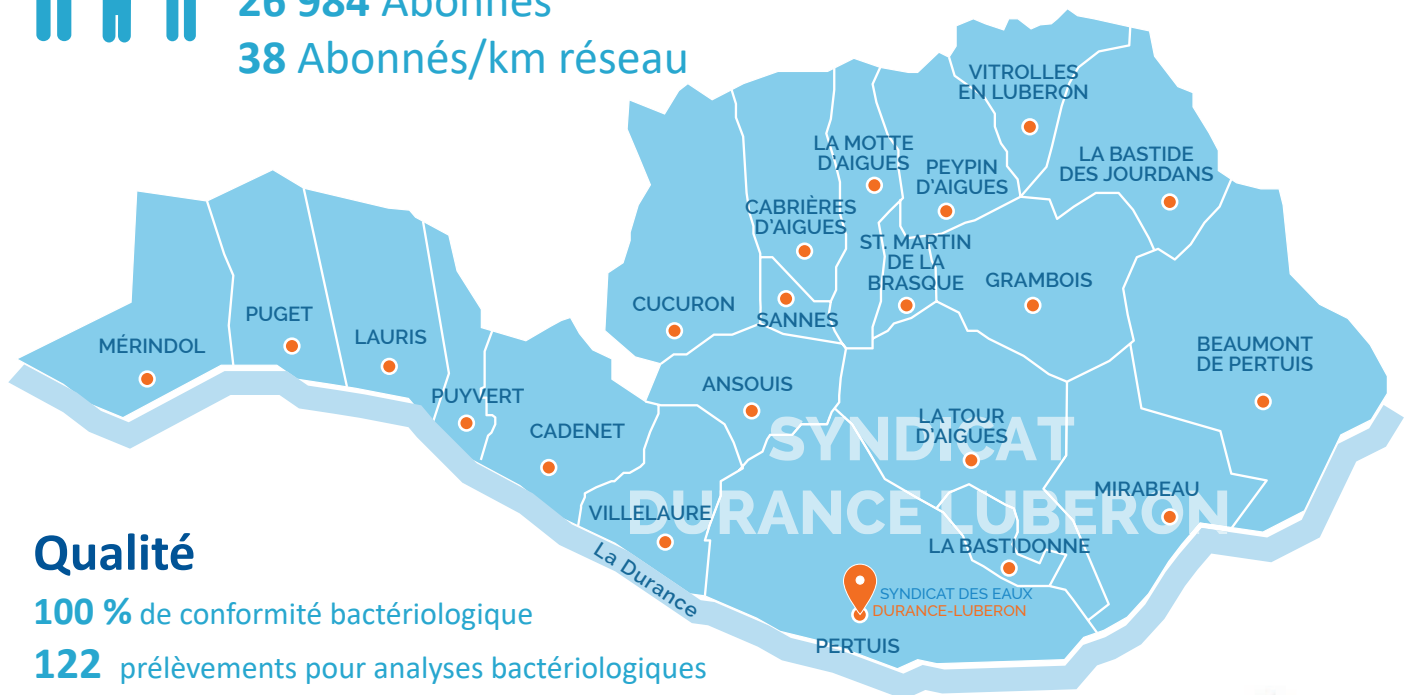 26 984 Abonnés
38 Abonnés/km réseau
VITROLLES
EN LUBERON
LA MOTTE
D'AIGUES
PEYPIN
D'AIGUES
LA BASTIDE
DES JOURDANS
CABRIÈRES
D'AIGUES
ST. MARTIN
DE LA
BRASQUE
GRAMBOIS
CUCURON
SANNES
PUGET
LAURIS
MÉRINDOL
BEAUMONT
DE PERTUIS
PUYVERT
ANSOUIS
CADENET
LA TOUR
D'AIGUES
SYNDICAT
DURANCE LUBERON
MIRABEAU
VILLELAURE
LA BASTIDONNE
La Durance
SYNDICAT DES EAUX
DURANCE-LUBERON
PERTUIS
Qualité
100 % de conformité bactériologique
122 prélèvements pour analyses bactériologiques